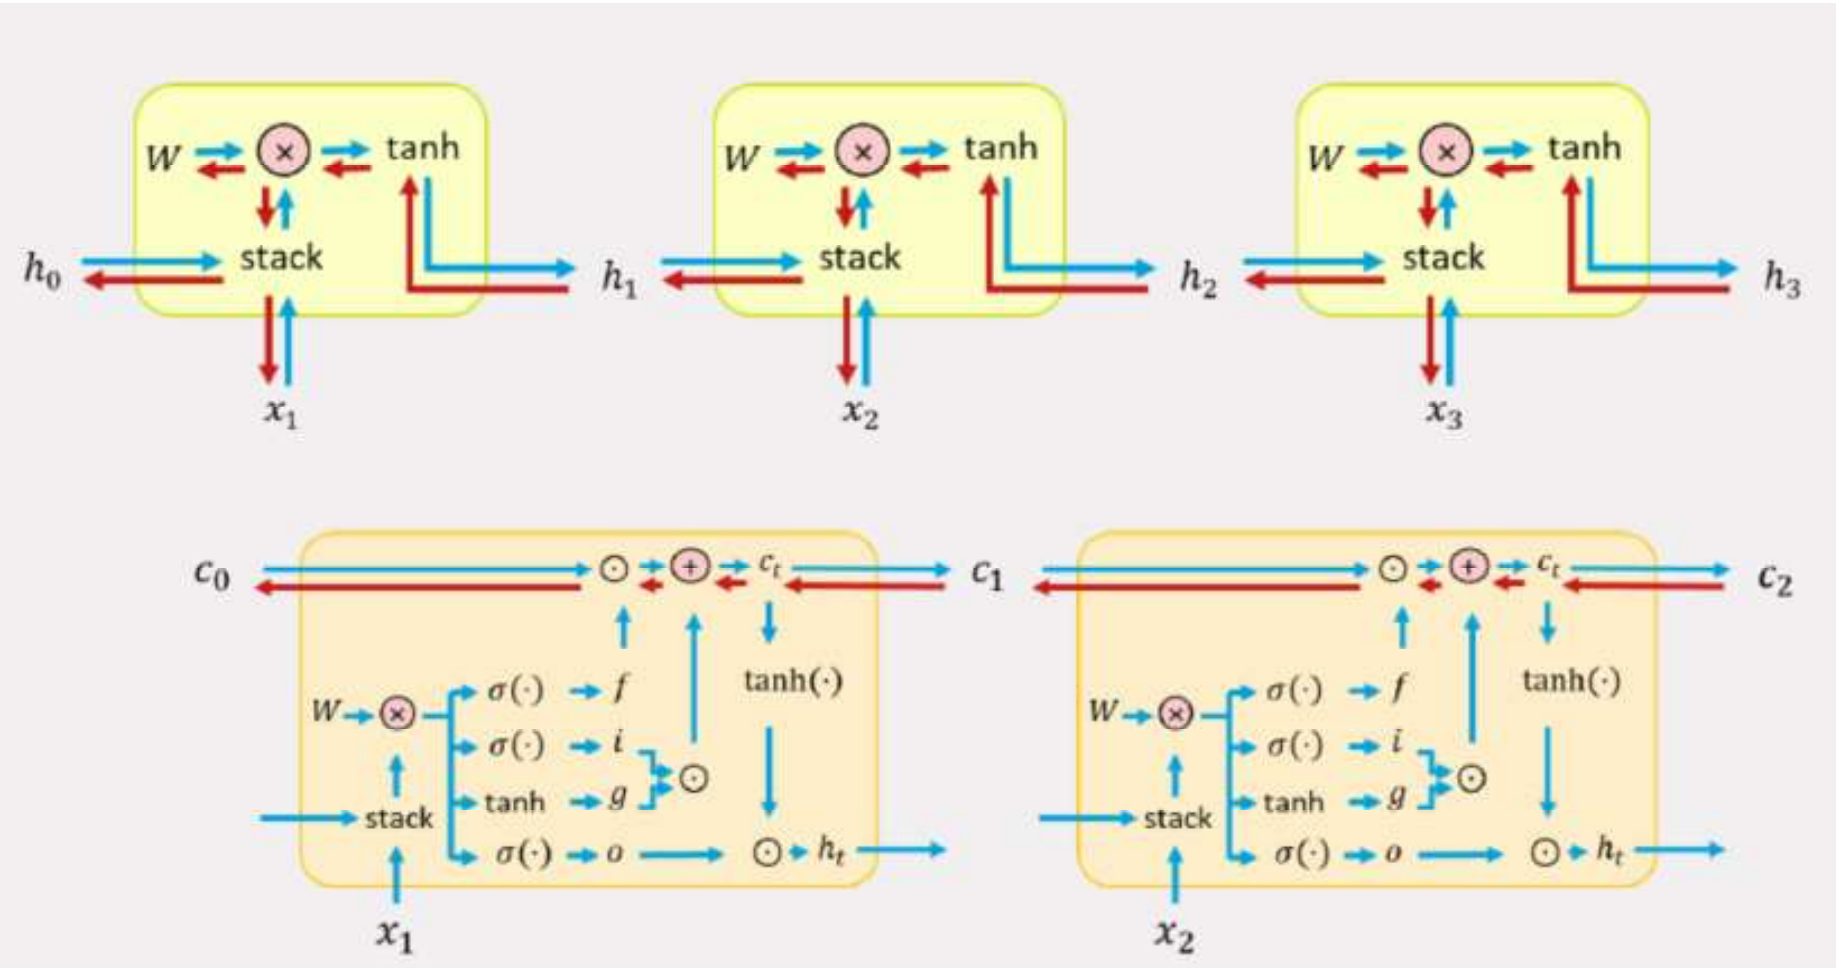 W × tanh W × tanh W × tanh
h₀ stack h₁ stack h₂ stack h₃
x₁ x₂ x₃
c₀ ⊙ + cₜ c₁ ⊙ + cₜ c₂
W × σ(·) f tanh(·) W × σ(·) f tanh(·)
σ(·) i ⊙ σ(·) i ⊙
stack tanh g stack tanh g
σ(·) o ⊙ hₜ σ(·) o ⊙ hₜ
x₁ x₂